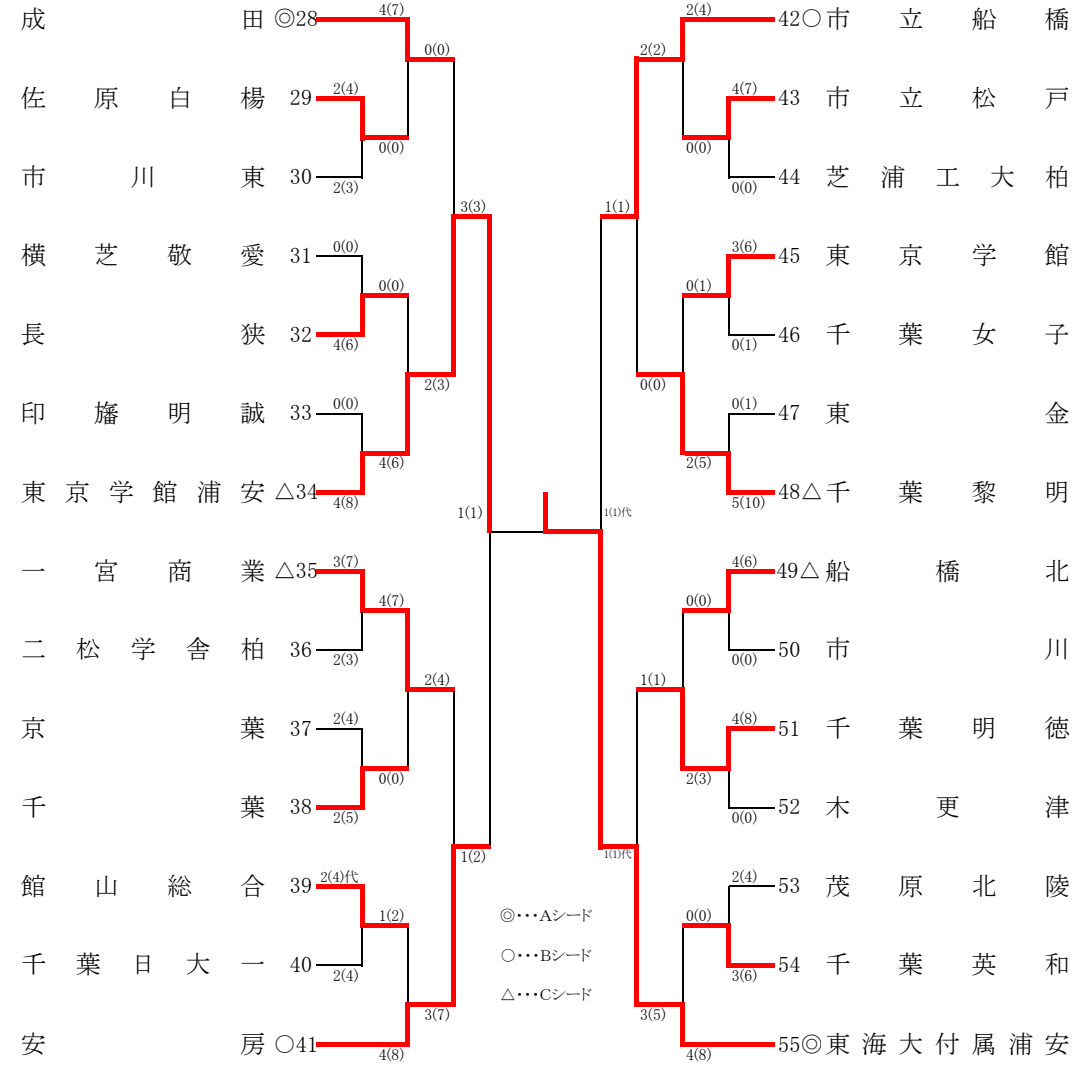 成田 ◎28 4(7) 2(4) 42○ 市立船橋
0(0) 2(2)
佐原白楊 29 2(4) 4(7) 43 市立松戸
0(0) 0(0)
市川東 30 2(3) 0(0) 44 芝浦工大柏
3(3) 1(1)
横芝敬愛 31 0(0) 3(6) 45 東京学館
0(0) 0(1)
長狭 32 4(6) 0(1) 46 千葉女子
2(3) 0(0)
印旛明誠 33 0(0) 0(1) 47 東金
4(6) 2(5)
東京学館浦安 △34 4(8) 5(10) 48△ 千葉黎明
1(1) 1(1)代
一宮商業 △35 3(7) 4(6) 49△ 船橋北
4(7) 0(0)
二松学舎柏 36 2(3) 0(0) 50 市川
2(4) 1(1)
京葉 37 2(4) 4(8) 51 千葉明徳
0(0) 2(3)
千葉 38 2(5) 0(0) 52 木更津
1(2) 1(1)代
館山総合 39 2(4)代 2(4) 53 茂原北陵
1(2) ◎・・・Aシード 0(0)
千葉日大一 40 2(4) ○・・・Bシード 3(6) 54 千葉英和
3(7) △・・・Cシード 3(5)
安房 ○41 4(8) 4(8) 55◎ 東海大付属浦安